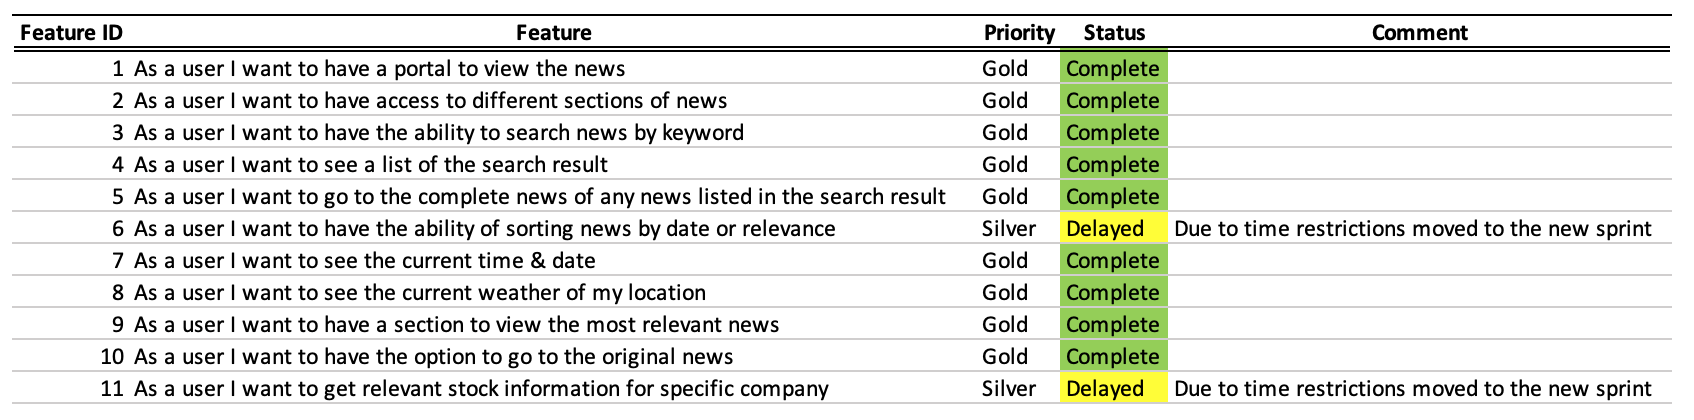 Feature ID Feature Priority Status Comment
1 As a user I want to have a portal to view the news Gold Complete
2 As a user I want to have access to different sections of news Gold Complete
3 As a user I want to have the ability to search news by keyword Gold Complete
4 As a user I want to see a list of the search result Gold Complete
5 As a user I want to go to the complete news of any news listed in the search result Gold Complete
6 As a user I want to have the ability of sorting news by date or relevance Silver Delayed Due to time restrictions moved to the new sprint
7 As a user I want to see the current time & date Gold Complete
8 As a user I want to see the current weather of my location Gold Complete
9 As a user I want to have a section to view the most relevant news Gold Complete
10 As a user I want to have the option to go to the original news Gold Complete
11 As a user I want to get relevant stock information for specific company Silver Delayed Due to time restrictions moved to the new sprint